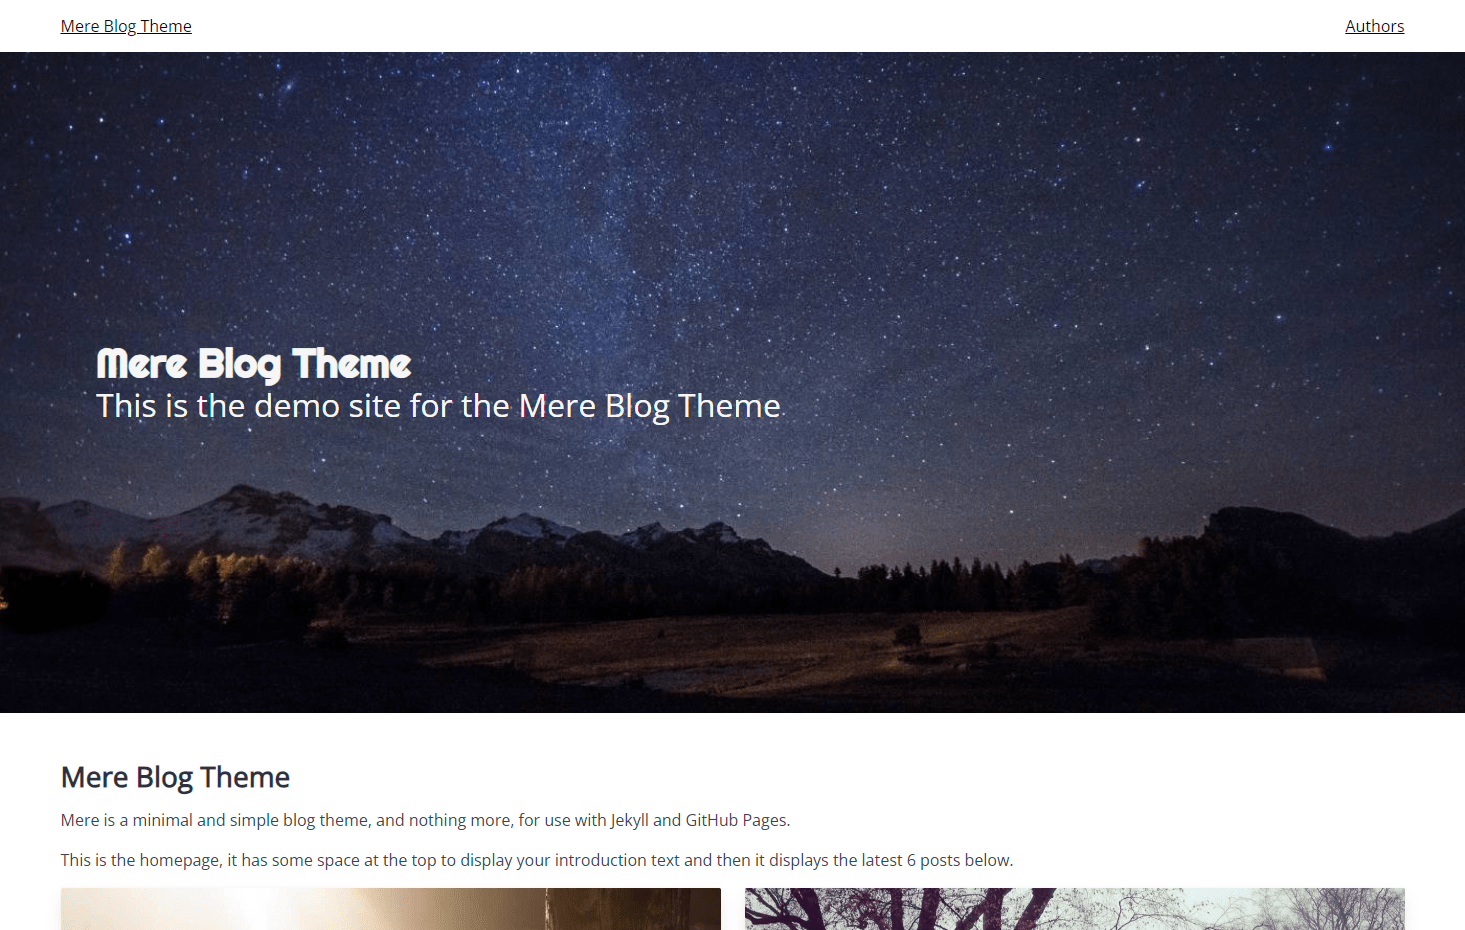 Mere Blog Theme
Authors
Mere Blog Theme
This is the demo site for the Mere Blog Theme
Mere Blog Theme
Mere is a minimal and simple blog theme, and nothing more, for use with Jekyll and GitHub Pages.
This is the homepage, it has some space at the top to display your introduction text and then it displays the latest 6 posts below.